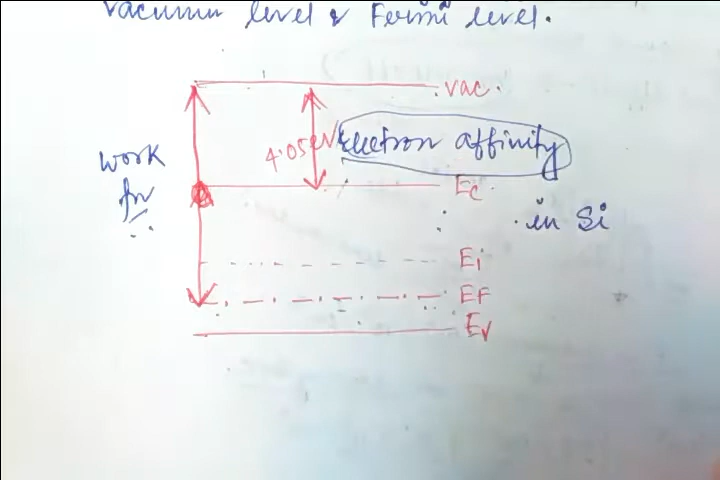 vacuum level & Fermi level.
vac.
4.05eV
Electron affinity
work
fn
Ec
in Si
Ei
EF
Ev